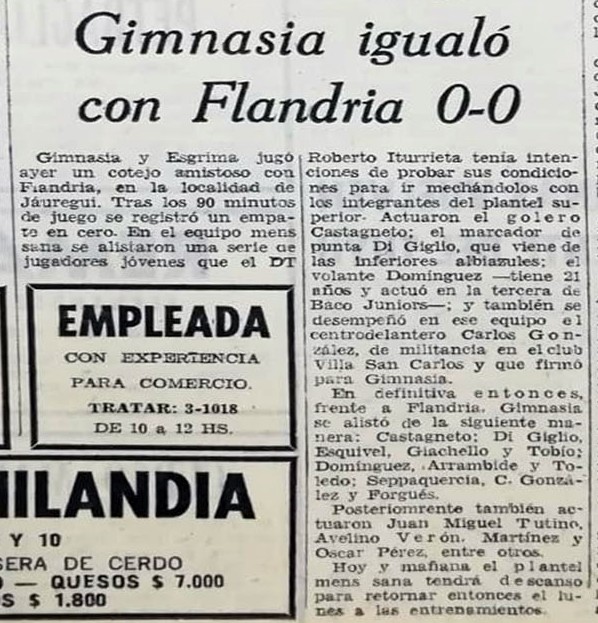 Gimnasia igualó
con Flandria 0-0
Gimnasia y Esgrima jugó
ayer un cotejo amistoso con
Flandria, en la localidad de
Jáuregui. Tras los 90 minutos
de juego se registró un empa-
te en cero. En el equipo mens
sana se alistaron una serie de
jugadores jóvenes que el DT
Roberto Iturrieta tenía inten-
ciones de probar sus condicio-
nes para ir mechándolos con
los integrantes del plantel su-
perior. Actuaron el golero
Castagneto; el marcador de
punta Di Giglio, que viene de
las inferiores albiazules; el
volante Domínguez —tiene 21
años y actuó en la tercera de
Baco Juniors—; y también se
desempeñó en ese equipo el
centrodelantero Carlos Gon-
zález, de militancia en el club
Villa San Carlos y que firmó
para Gimnasia.
En definitiva entonces,
frente a Flandria, Gimnasia
se alistó de la siguiente ma-
nera: Castagneto; Di Giglio,
Esquivel, Giachello y Tobío;
Domínguez, Arrambide y To-
ledo; Seppaquercia, C. Gonzá-
lez y Forgués.
Posteriomrente también ac-
tuaron Juan Miguel Tutino,
Avelino Verón, Martínez y
Oscar Pérez, entre otros.
Hoy y mañana el plantel
mens sana tendrá descanso
para retornar entonces el lu-
nes a las entrenamientos.
EMPLEADA
CON EXPERIENCIA
PARA COMERCIO.
TRATAR: 3-1018
DE 10 a 12 HS.
MILANDIA
Y 10
SERA DE CERDO
— QUESOS $ 7.000
S $ 1.800